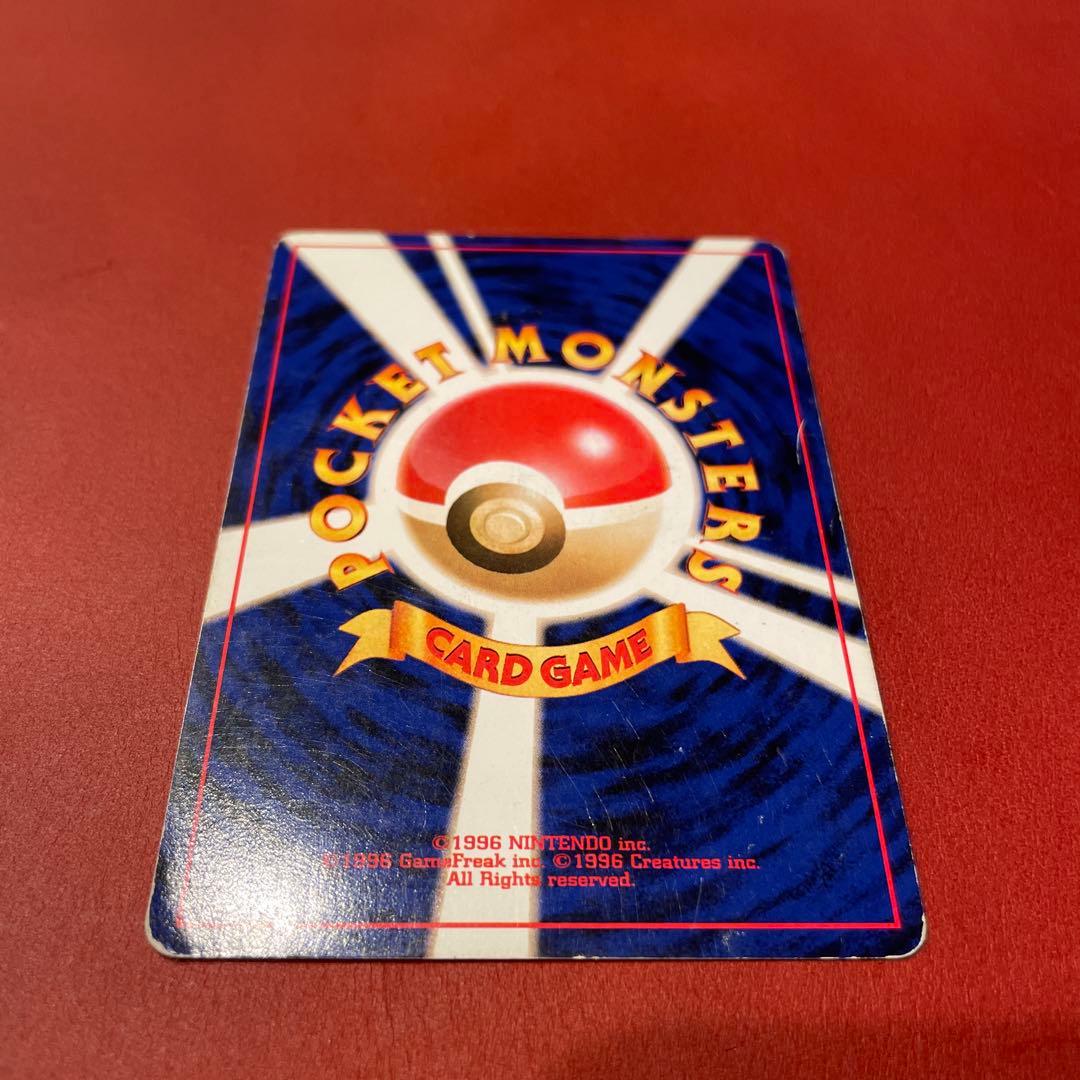 POCKET MONSTERS
CARD GAME
©1996 NINTENDO inc.
©1996 GameFreak inc. ©1996 Creatures inc.
All Rights reserved.